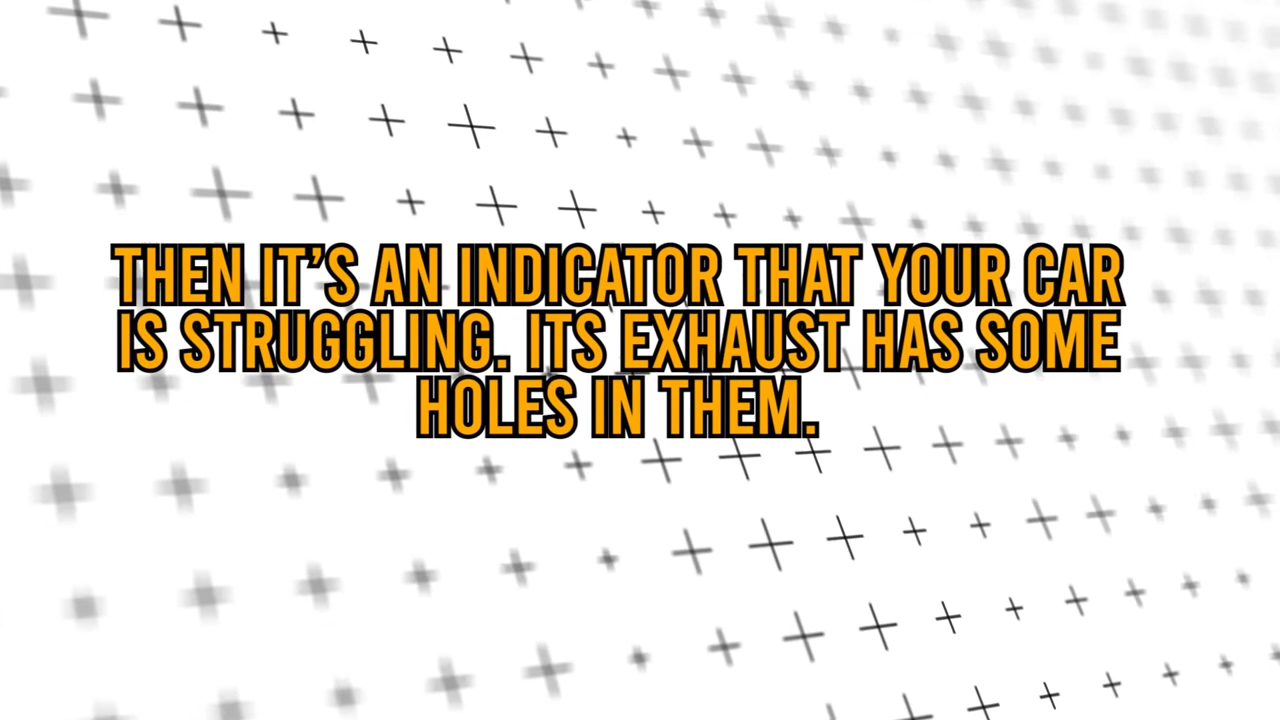 THEN IT’S AN INDICATOR THAT YOUR CAR
IS STRUGGLING. ITS EXHAUST HAS SOME
HOLES IN THEM.